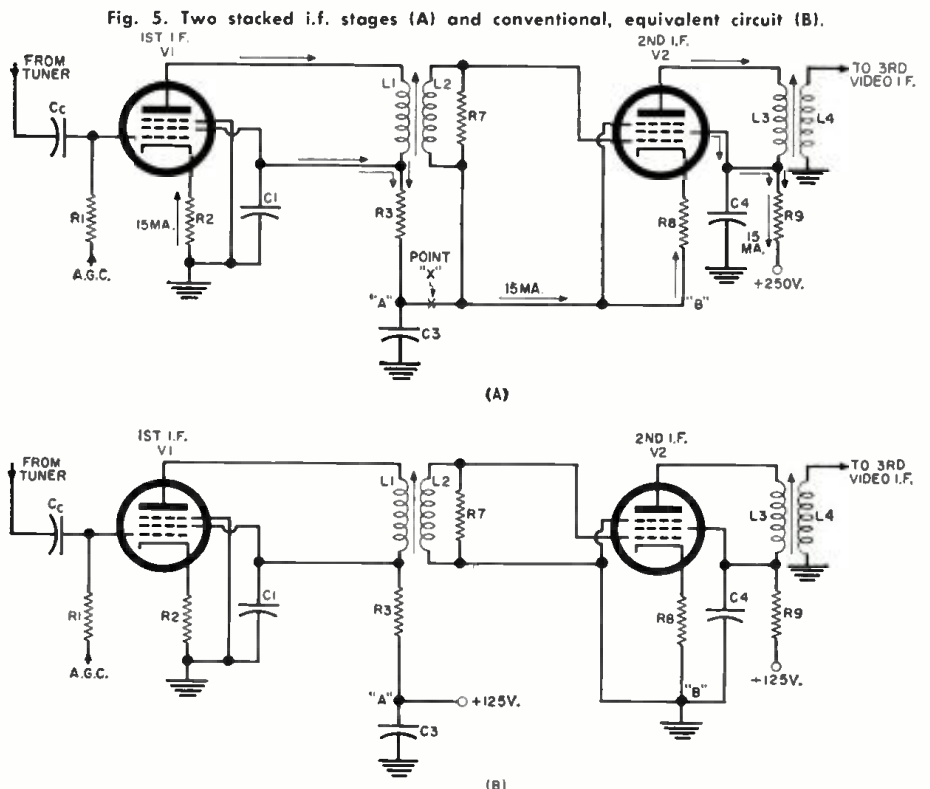 Fig. 5. Two stacked i.f. stages (A) and conventional, equivalent circuit (B).
1ST I.F.
V1
2ND I.F.
V2
FROM
TUNER
TO 3RD
VIDEO I.F.
Cc
L1
L2
R7
L3
L4
R1
15MA.
R2
C1
R3
R8
C4
R9
15
MA.
A.G.C.
POINT
"X"
+250V.
"A"
15MA.
"B"
C3
(A)
1ST I.F.
V1
2ND I.F.
V2
FROM
TUNER
TO 3RD
VIDEO I.F.
Cc
L1
L2
R7
L3
L4
R1
R2
C1
R3
R8
C4
R9
A.G.C.
+125V.
"A"
+125V.
"B"
C3
(B)